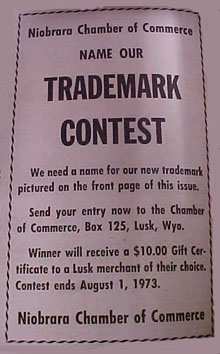 Niobrara Chamber of Commerce
NAME OUR
TRADEMARK
CONTEST
We need a name for our new trademark
pictured on the front page of this issue.
Send your entry now to the Chamber
of Commerce, Box 125, Lusk, Wyo.
Winner will receive a $10.00 Gift Cer-
tificate to a Lusk merchant of their choice.
Contest ends August 1, 1973.
Niobrara Chamber of Commerce